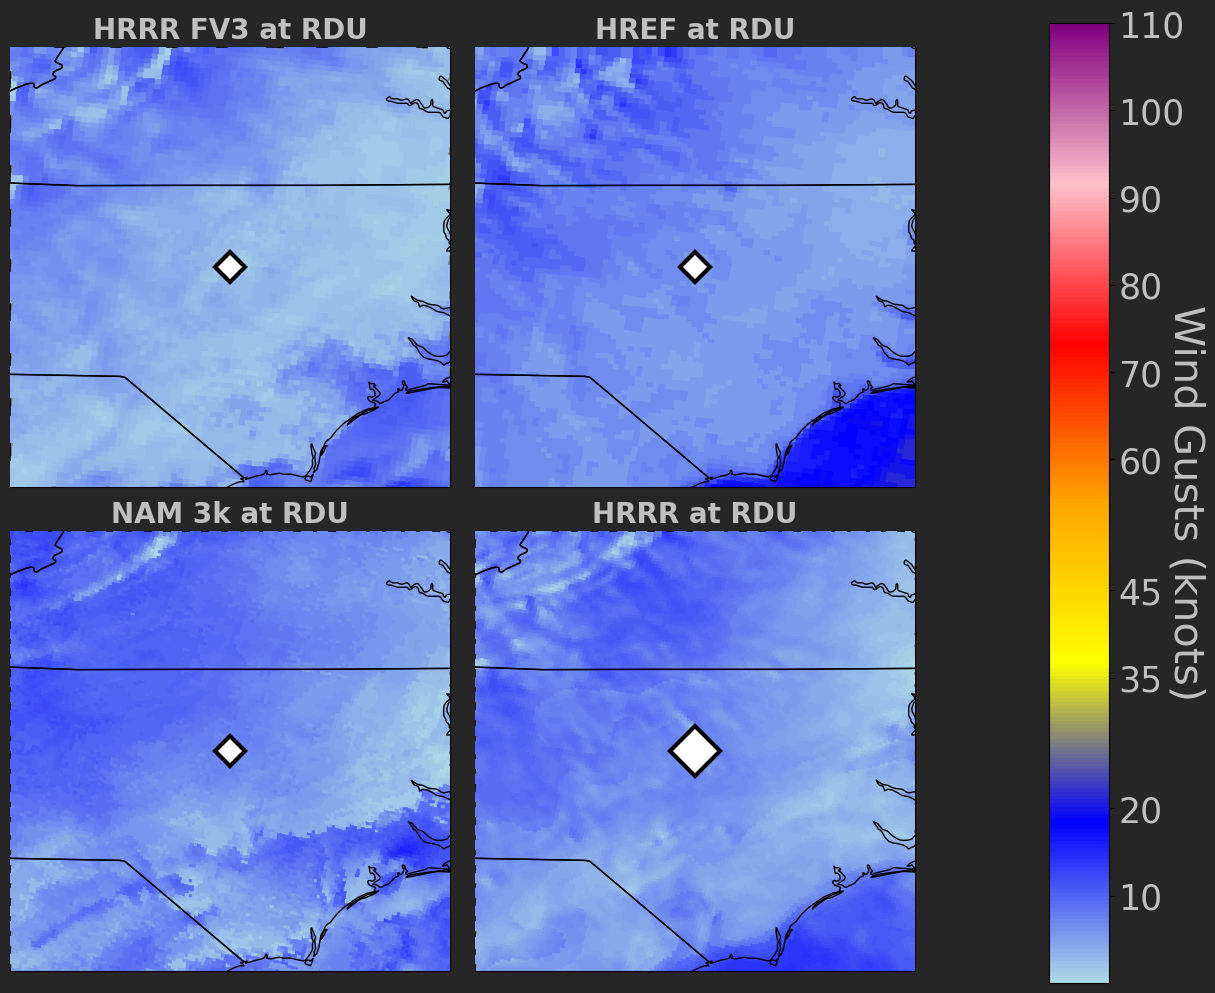 HRRR FV3 at RDU
HREF at RDU
NAM 3k at RDU
HRRR at RDU
110
100
90
80
70
60
45
35
20
10
Wind Gusts (knots)